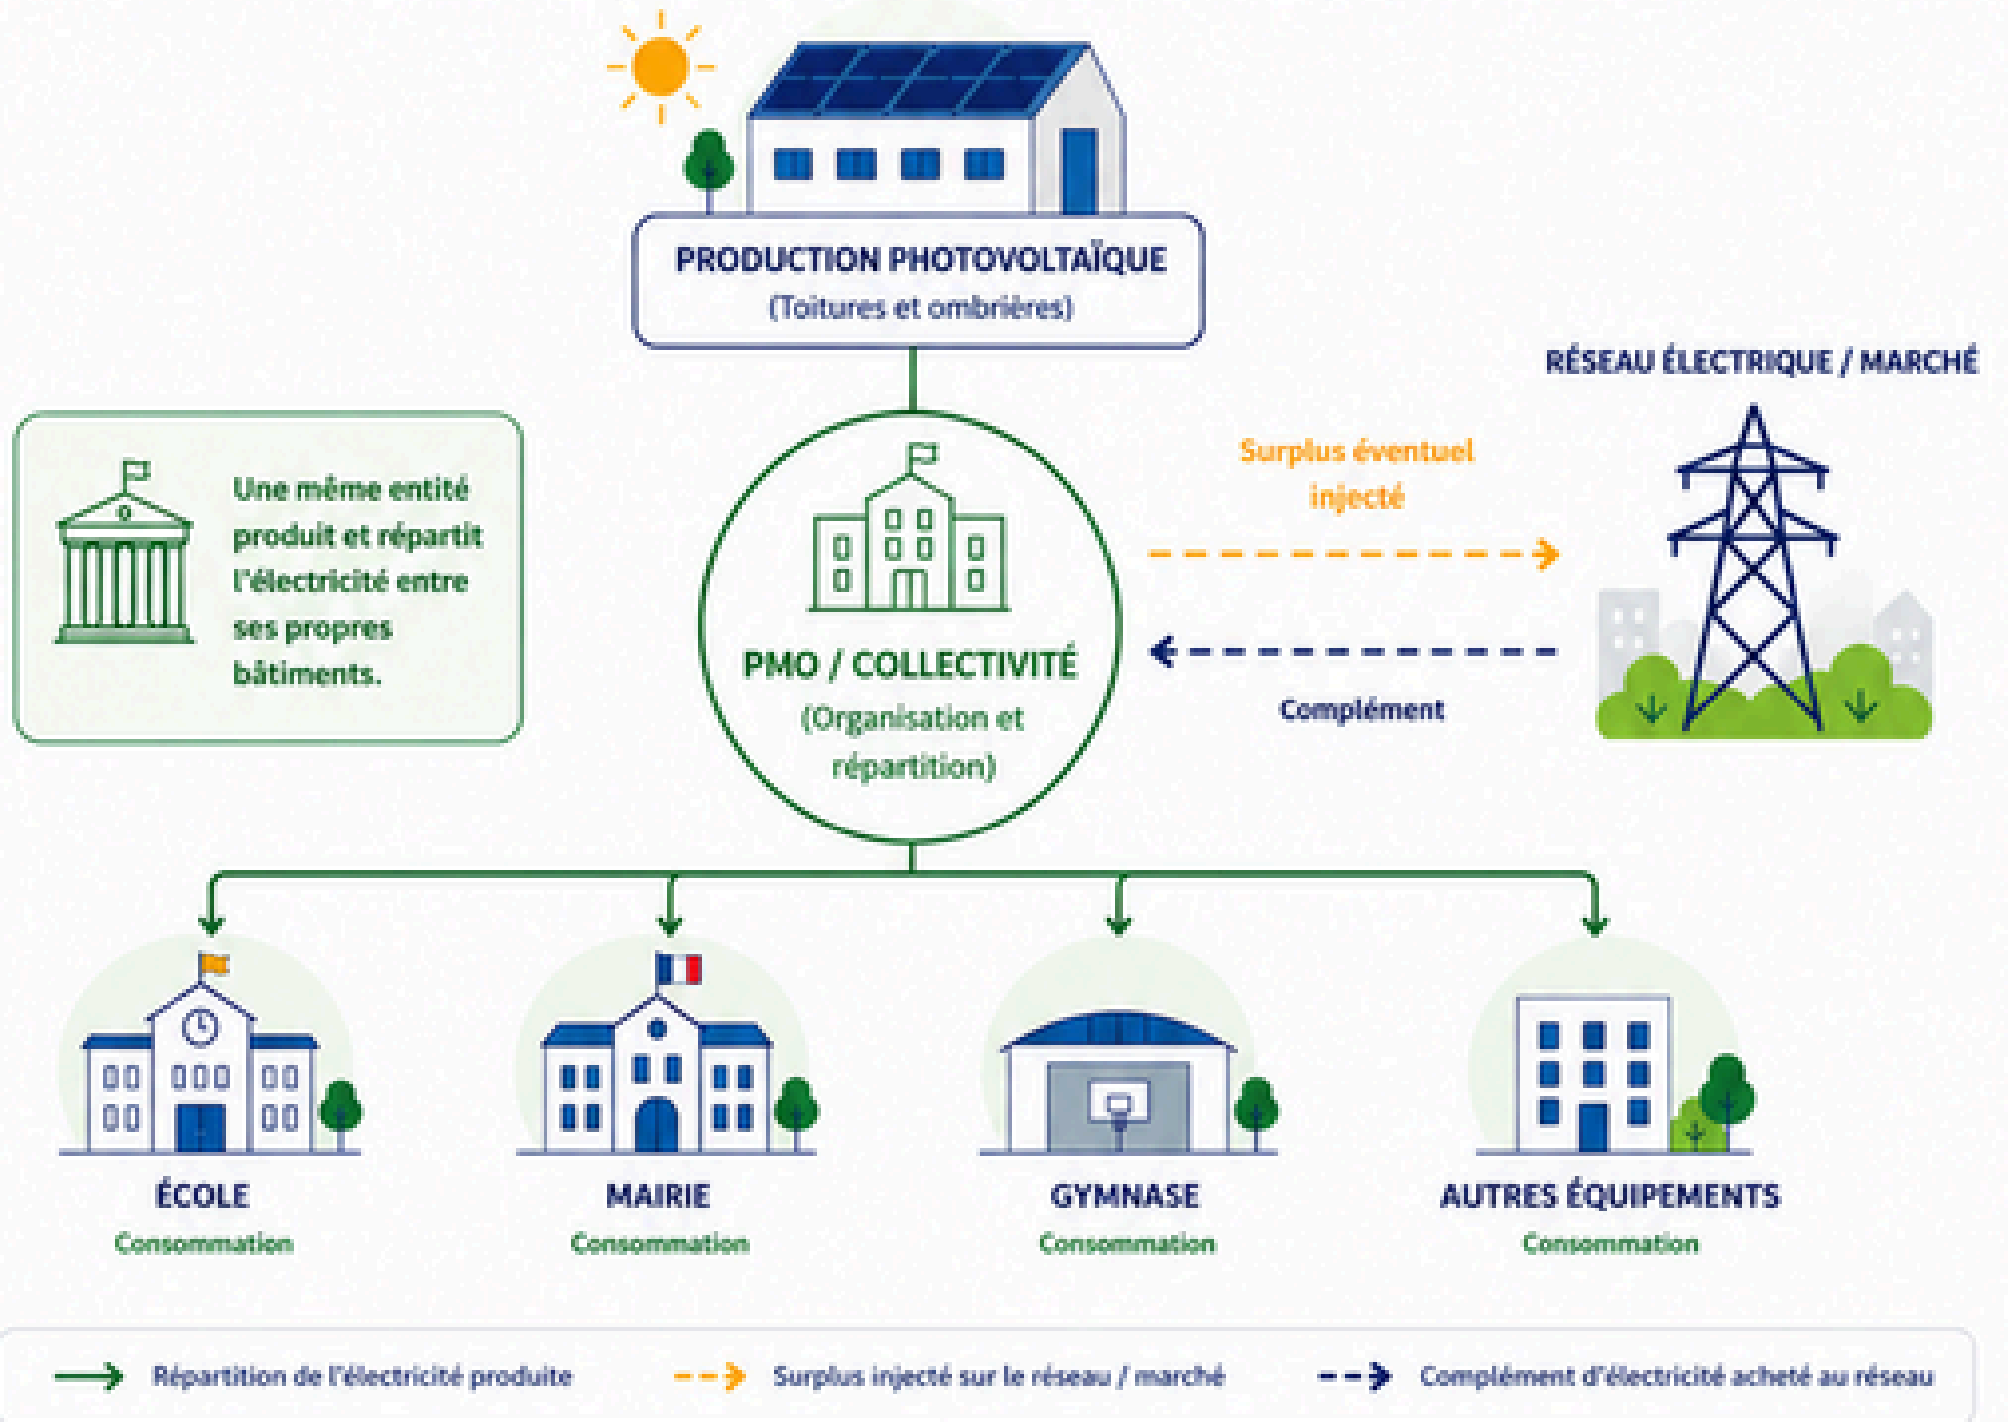 PRODUCTION PHOTOVOLTAÏQUE
(Toitures et ombrières)
RÉSEAU ÉLECTRIQUE / MARCHÉ
Une même entité
produit et répartit
l'électricité entre
ses propres
bâtiments.
PMO / COLLECTIVITÉ
(Organisation et
répartition)
Surplus éventuel
injecté
Complément
ÉCOLE
Consommation
MAIRIE
Consommation
GYMNASE
Consommation
AUTRES ÉQUIPEMENTS
Consommation
Répartition de l'électricité produite
Surplus injecté sur le réseau / marché
Complément d'électricité acheté au réseau